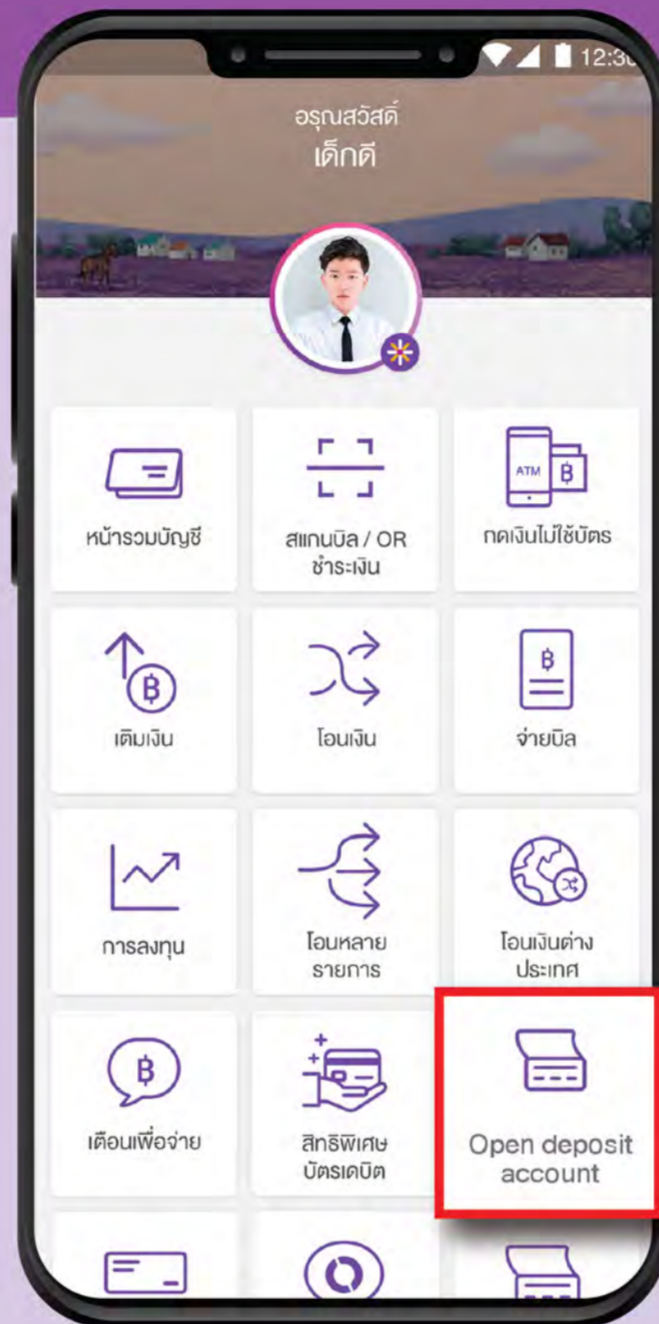 12:30
อรุณสวัสดิ์
เด็กดี
หน้ารวมบัญชี
สแกนบิล / QR
ชำระเงิน
ATM ฿
กดเงินไม่ใช้บัตร
฿
เติมเงิน
โอนเงิน
฿
จ่ายบิล
การลงทุน
โอนหลาย
รายการ
โอนเงินต่าง
ประเทศ
฿
เตือนเพื่อจ่าย
สิทธิพิเศษ
บัตรเดบิต
Open deposit
account